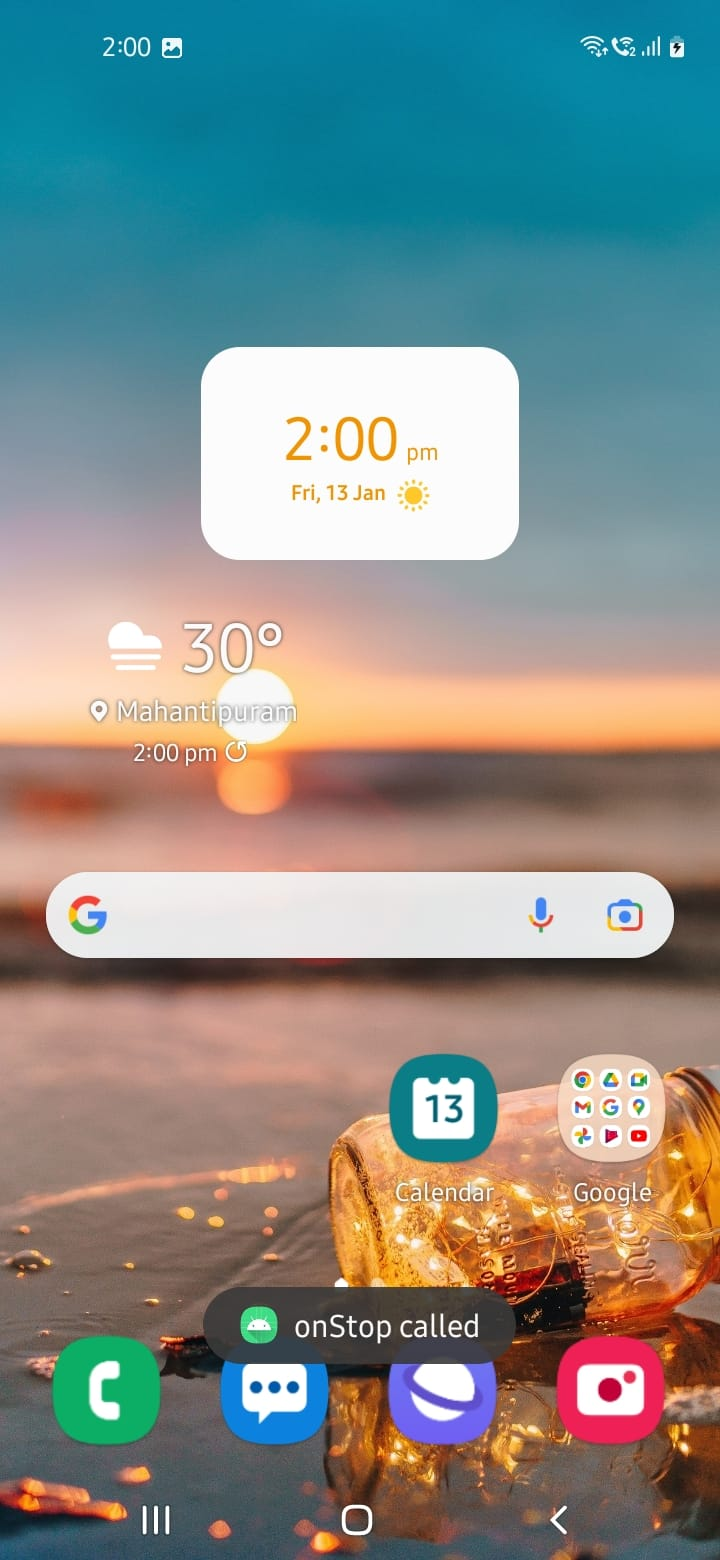 2:00
2:00 pm
Fri, 13 Jan
30°
Mahantipuram
2:00 pm
13
Calendar
Google
onStop called